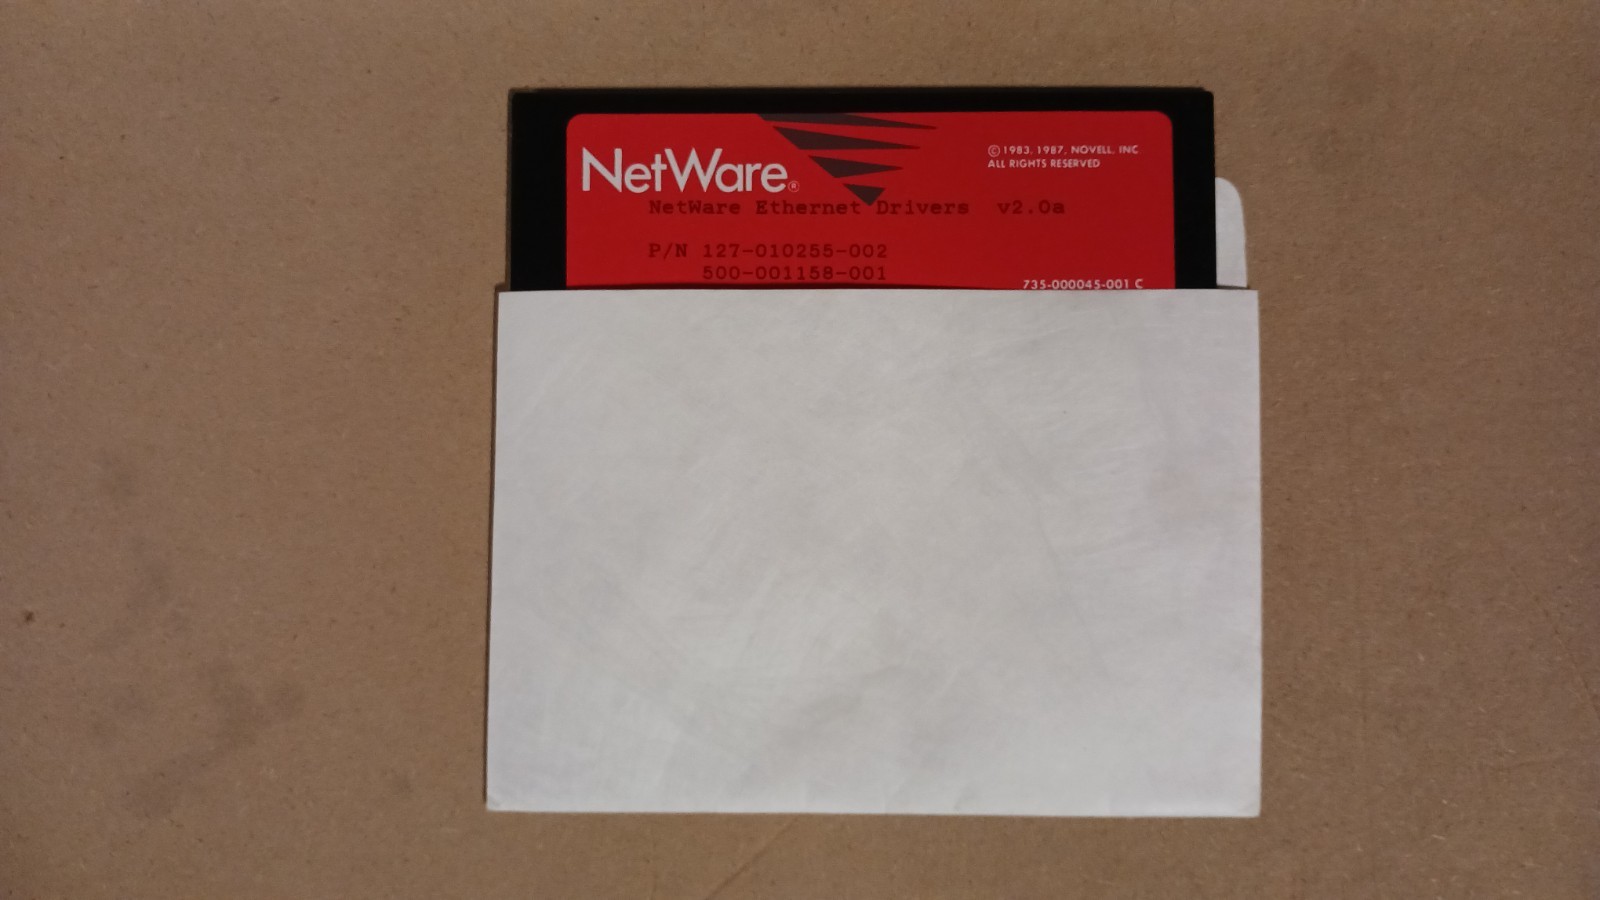 NetWare®
© 1983, 1987, NOVELL, INC
ALL RIGHTS RESERVED
NetWare Ethernet Drivers v2.0a
P/N 127-010255-002
500-001158-001
735-000045-001 C